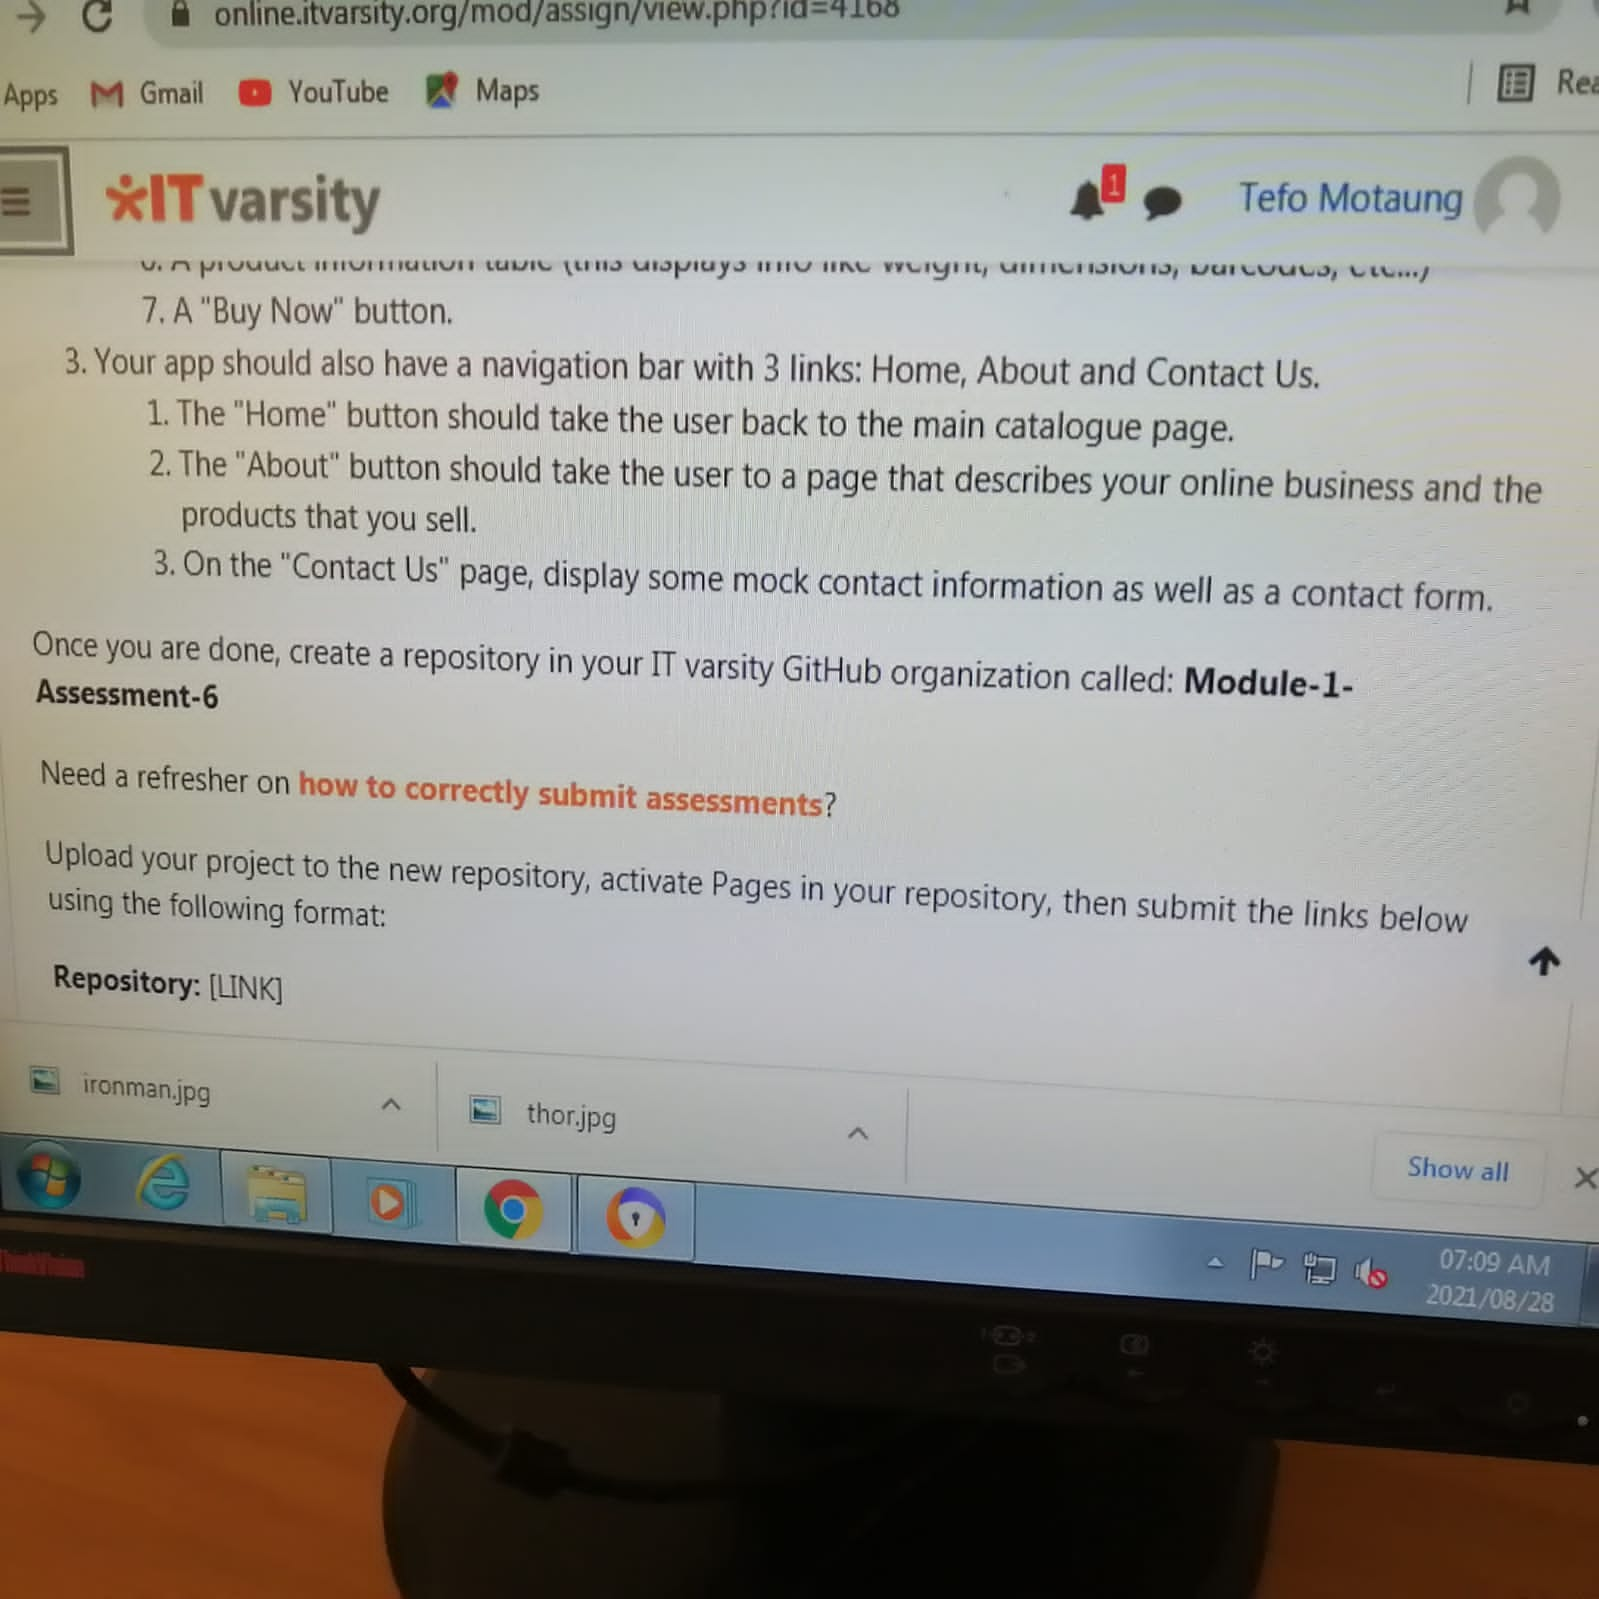 online.itvarsity.org/mod/assign/view.php?id=4168
Apps Gmail YouTube Maps
IT varsity 1 Tefo Motaung
6. A product information table (this displays info like weight, dimensions, barcodes, etc...)
7. A "Buy Now" button.
3. Your app should also have a navigation bar with 3 links: Home, About and Contact Us.
1. The "Home" button should take the user back to the main catalogue page.
2. The "About" button should take the user to a page that describes your online business and the
products that you sell.
3. On the "Contact Us" page, display some mock contact information as well as a contact form.
Once you are done, create a repository in your IT varsity GitHub organization called: Module-1-
Assessment-6
Need a refresher on how to correctly submit assessments?
Upload your project to the new repository, activate Pages in your repository, then submit the links below
using the following format:
Repository: [LINK]
ironman.jpg thor.jpg
Show all
07:09 AM
2021/08/28